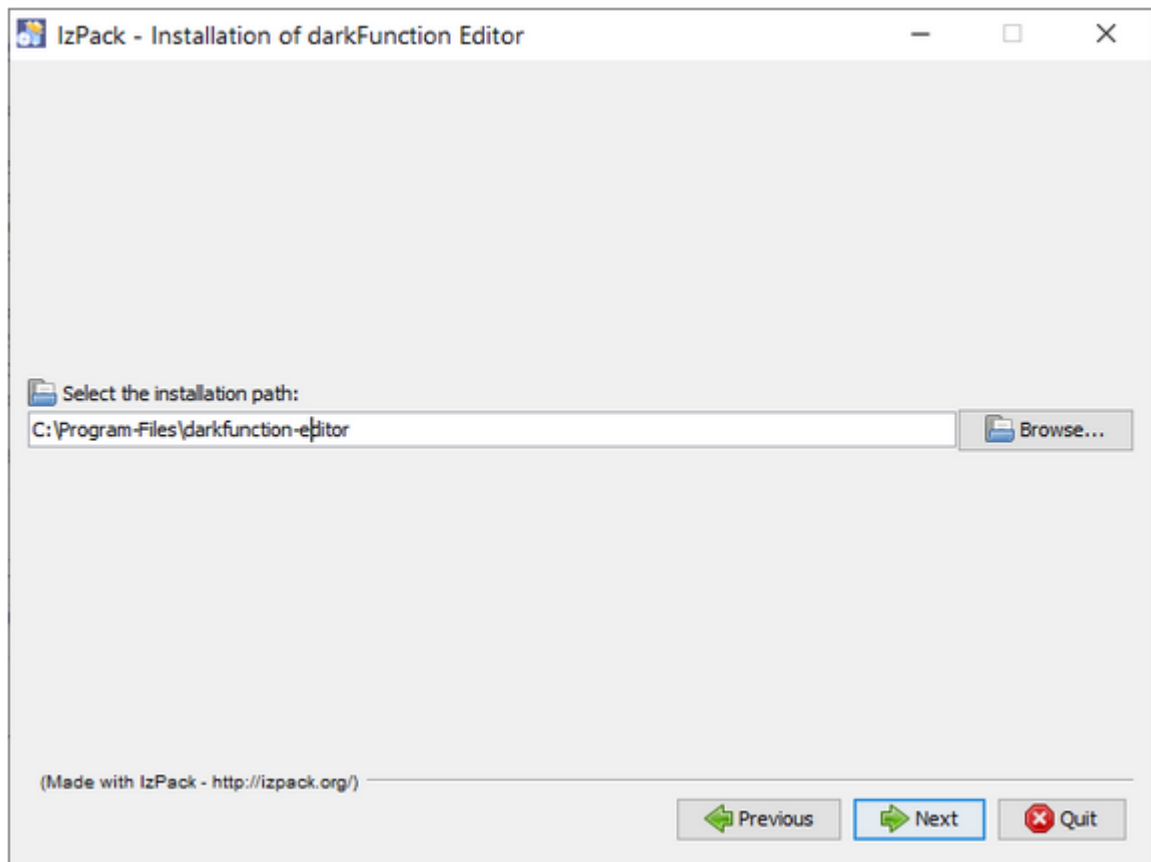 IzPack - Installation of darkFunction Editor
Select the installation path:
C:\Program-Files\darkfunction-editor
Browse...
(Made with IzPack - http://izpack.org/)
Previous
Next
Quit